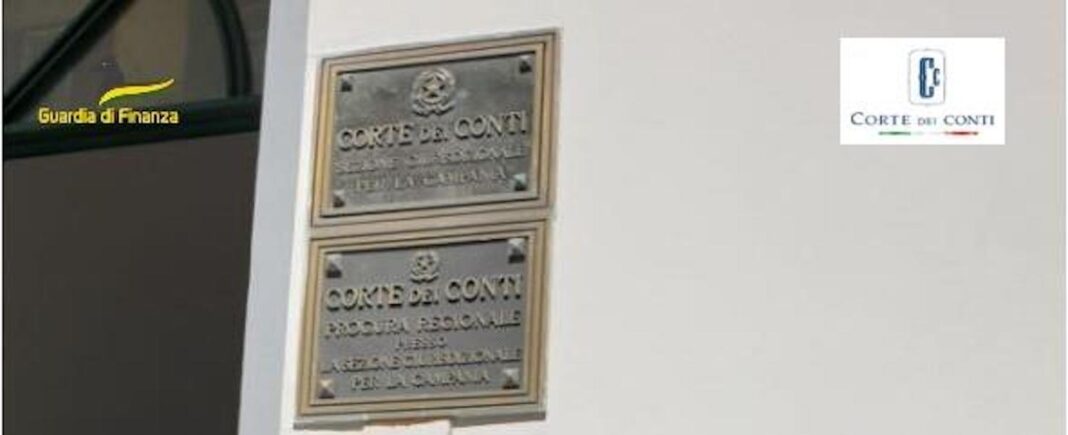 Guardia di Finanza
CORTE DEI CONTI
SEZIONE GIURISDIZIONALE
PER LA CAMPANIA
CORTE DEI CONTI
PROCURA REGIONALE
PRESSO
LA SEZIONE GIURISDIZIONALE
PER LA CAMPANIA
Cc
CORTE DEI CONTI